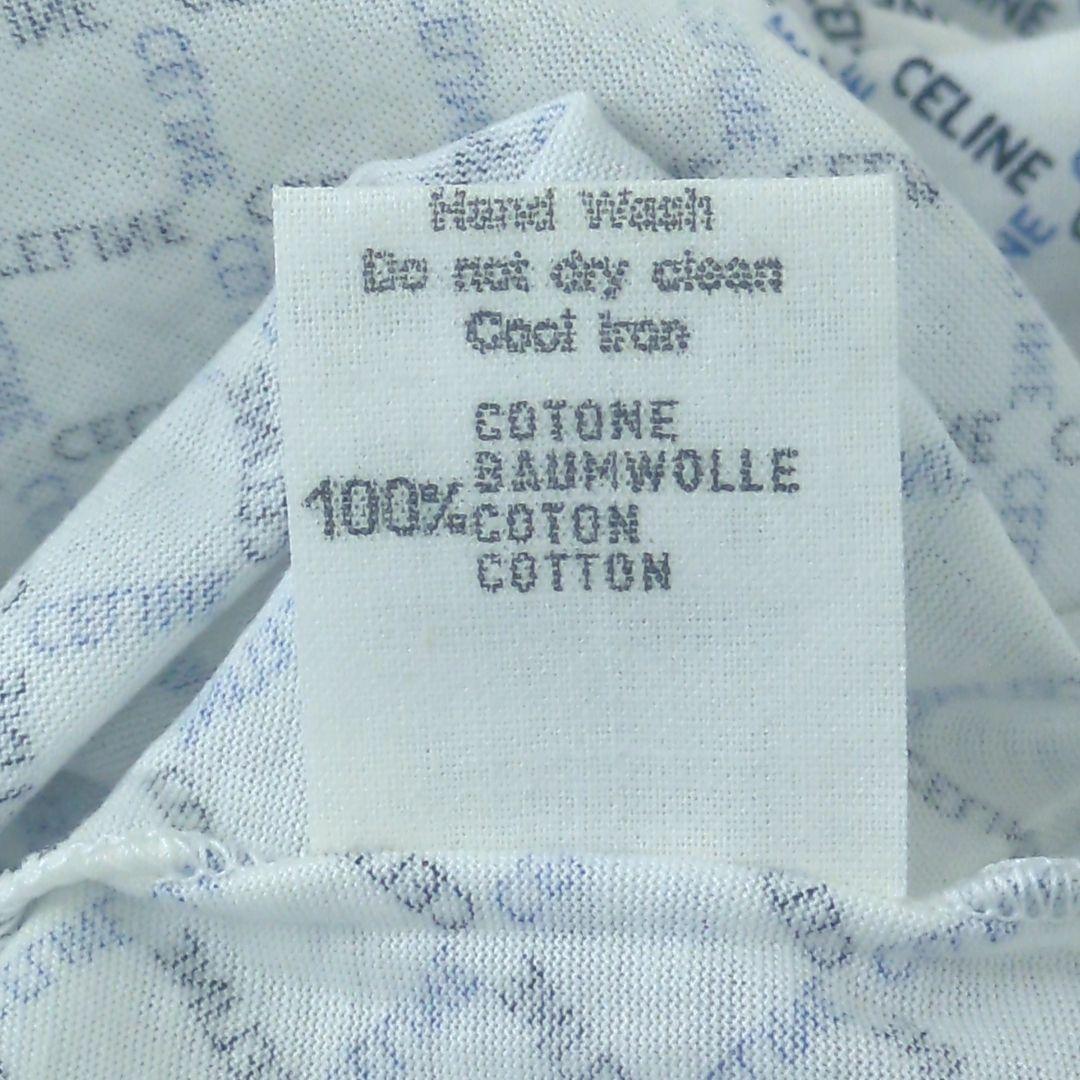 Hand Wash
Do not dry clean
Cool Iron
COTONE
BAUMWOLLE
100% COTON
COTTON
CELINE